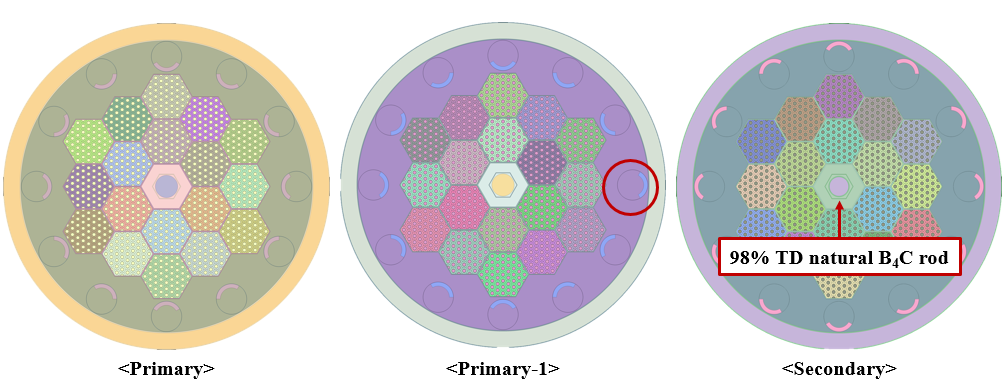 98% TD natural B₄C rod
<Primary>
<Primary-1>
<Secondary>